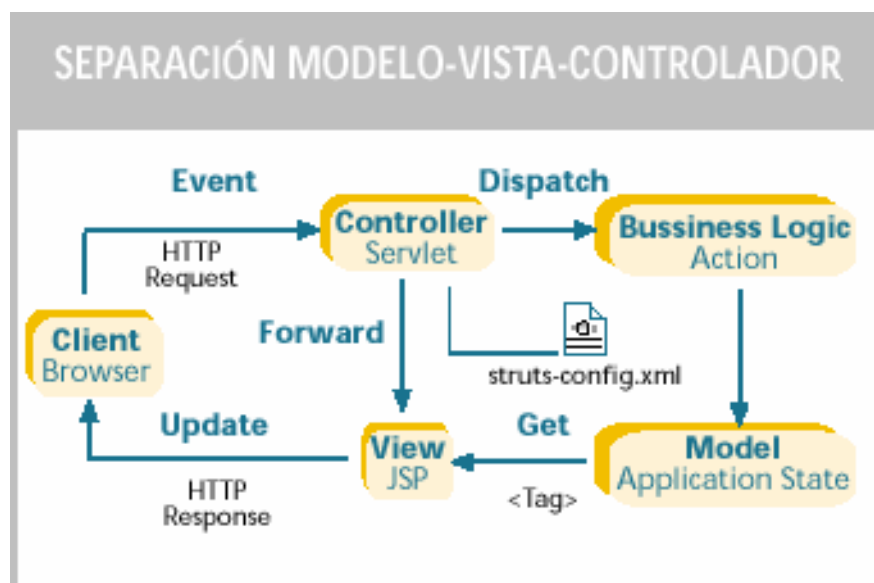 SEPARACIÓN MODELO-VISTA-CONTROLADOR
Event
Dispatch
Controller
Servlet
Bussiness Logic
Action
HTTP
Request
Client
Browser
Forward
struts-config.xml
Update
Get
View
JSP
Model
Application State
HTTP
Response
<Tag>